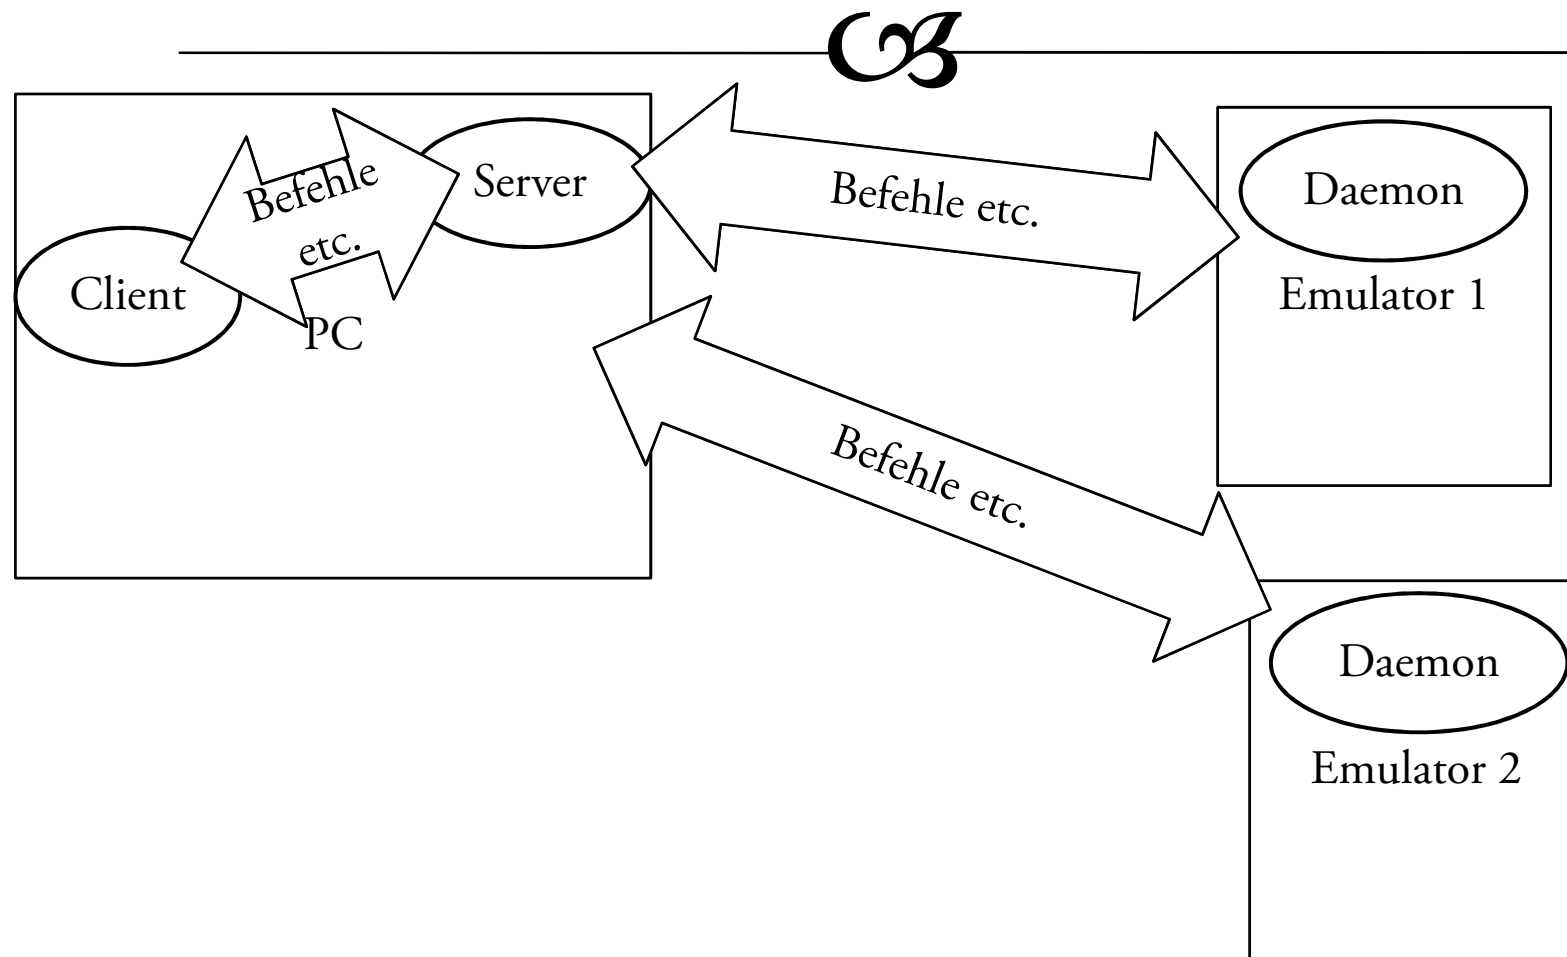 Befehle
etc.
Server
Client
PC
Befehle etc.
Daemon
Emulator 1
Befehle etc.
Daemon
Emulator 2